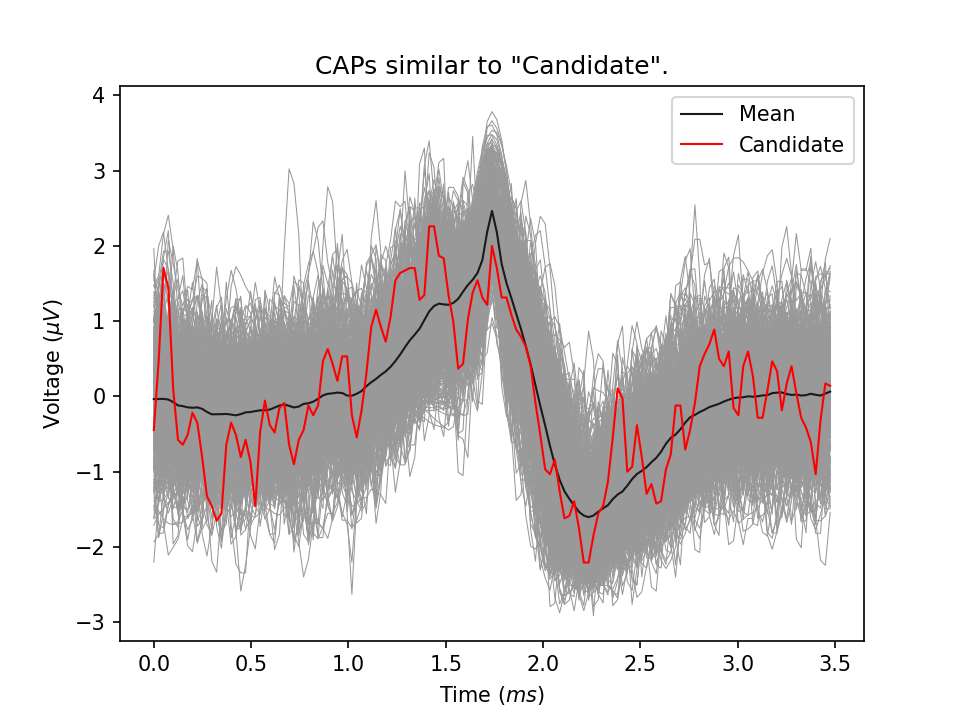 CAPs similar to "Candidate".
Mean
Candidate
4
3
2
1
0
−1
−2
−3
Voltage (μV)
0.0 0.5 1.0 1.5 2.0 2.5 3.0 3.5
Time (ms)